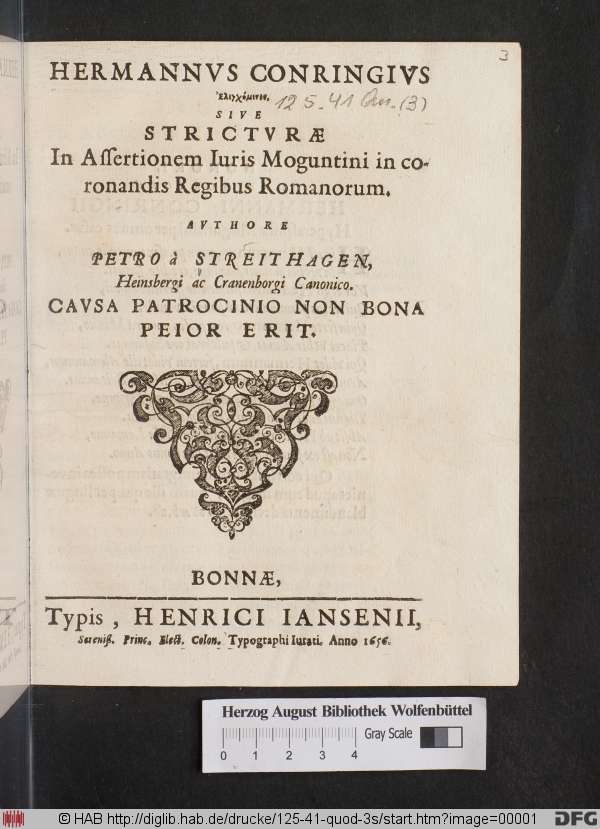 3
HERMANNVS CONRINGIVS
Ἐλεγχόμενος, 125.41 Qu. (3)
SIVE
STRICTVRÆ
In Aſſertionem Iuris Moguntini in co-
ronandis Regibus Romanorum.
AVTHORE
PETRO à STREITHAGEN,
Heinsbergi ac Cranenborgi Canonico.
CAVSA PATROCINIO NON BONA
PEIOR ERIT.
BONNÆ,
Typis, HENRICI IANSENII,
Sereniß. Princ. Elect. Colon. Typographi Iurati. Anno 1656.
Herzog August Bibliothek Wolfenbüttel
Gray Scale
0 1 2 3 4
© HAB http://diglib.hab.de/drucke/125-41-quod-3s/start.htm?image=00001
DFG